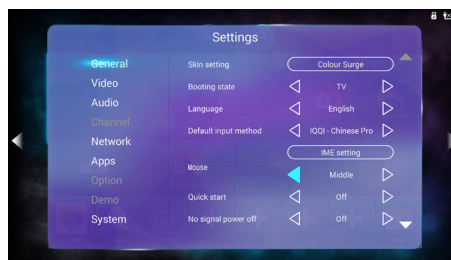 Settings
General
Skin setting
Colour Surge
Video
Booting state
TV
Audio
Language
English
Channel
Default input method
IQQI - Chinese Pro
Network
IME setting
Apps
Mouse
Middle
Option
Quick start
Off
Demo
System
No signal power off
Off